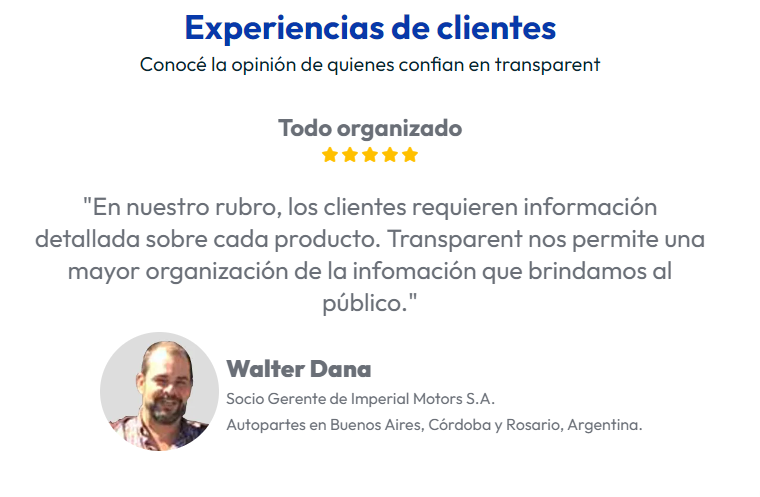 Experiencias de clientes
Conocé la opinión de quienes confian en transparent
Todo organizado
"En nuestro rubro, los clientes requieren información
detallada sobre cada producto. Transparent nos permite una
mayor organización de la infomación que brindamos al
público."
Walter Dana
Socio Gerente de Imperial Motors S.A.
Autopartes en Buenos Aires, Córdoba y Rosario, Argentina.